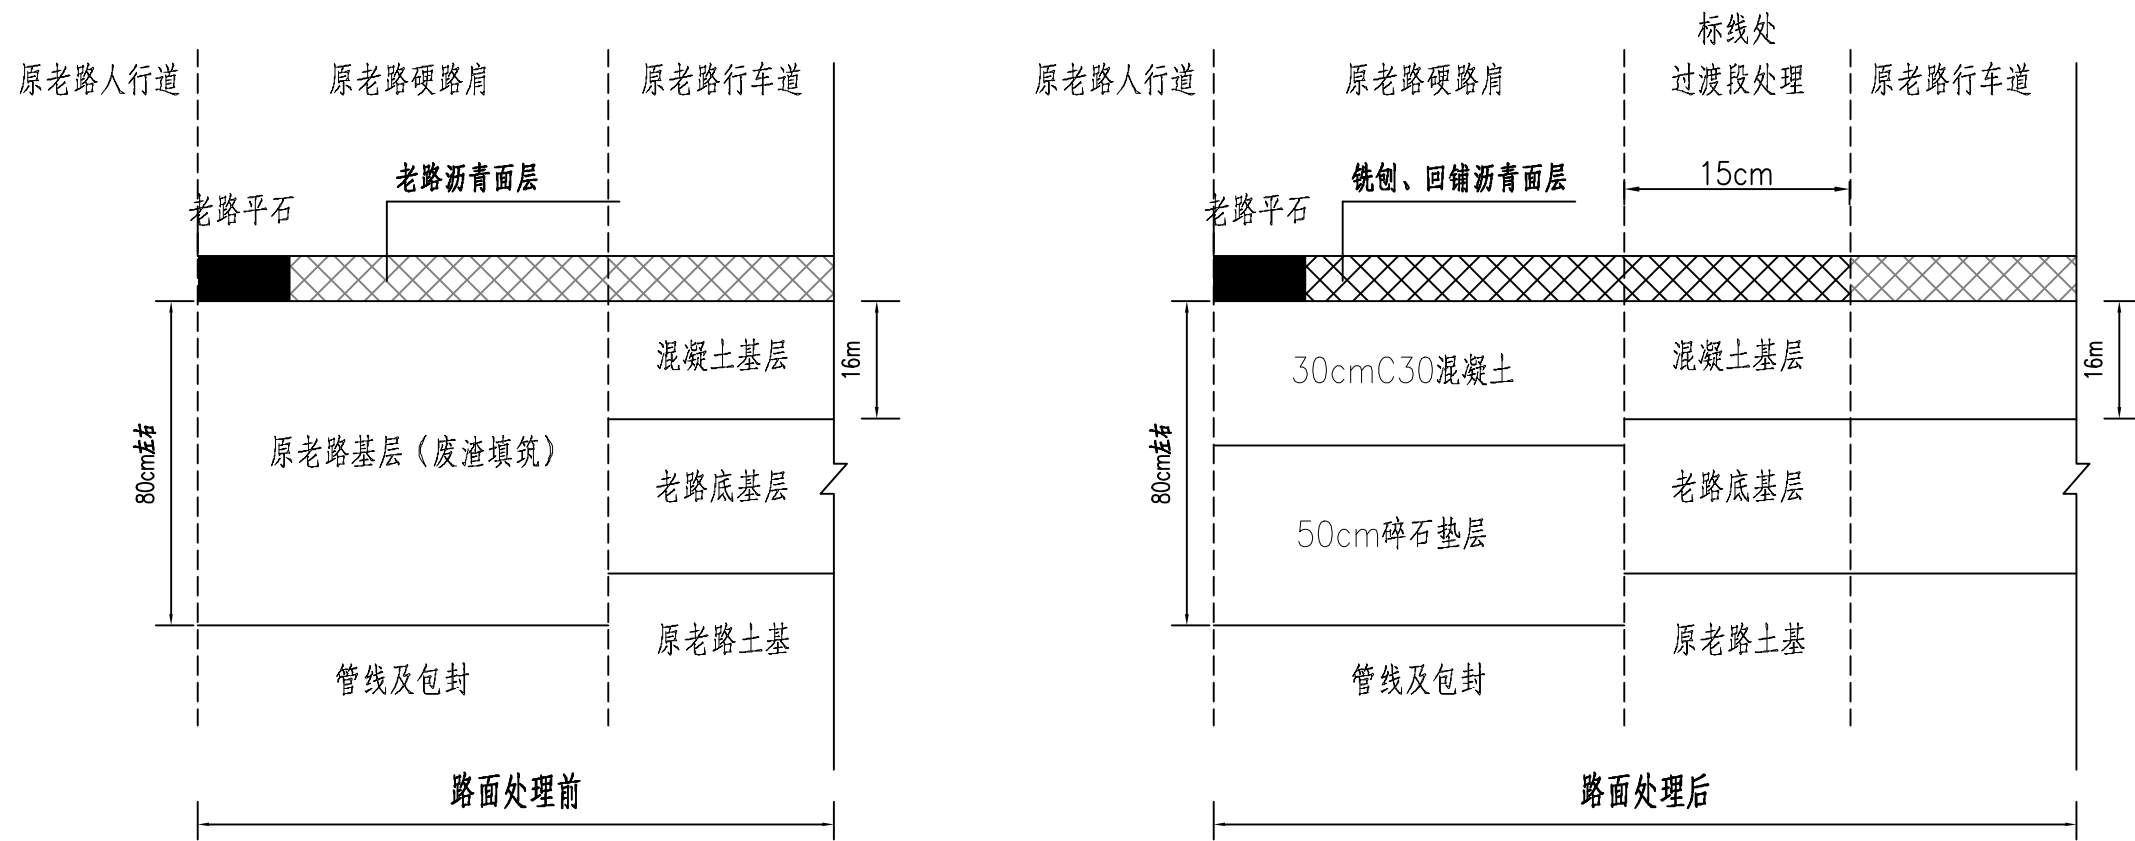 原老路人行道
原老路硬路肩
原老路行车道
老路沥青面层
老路平石
混凝土基层
16m
原老路基层（废渣填筑）
80cm左右
老路底基层
原老路土基
管线及包封
路面处理前
标线处
过渡段处理
原老路人行道
原老路硬路肩
原老路行车道
铣刨、回铺沥青面层
15cm
老路平石
30cmC30混凝土
混凝土基层
16m
80cm左右
50cm碎石垫层
老路底基层
原老路土基
管线及包封
路面处理后